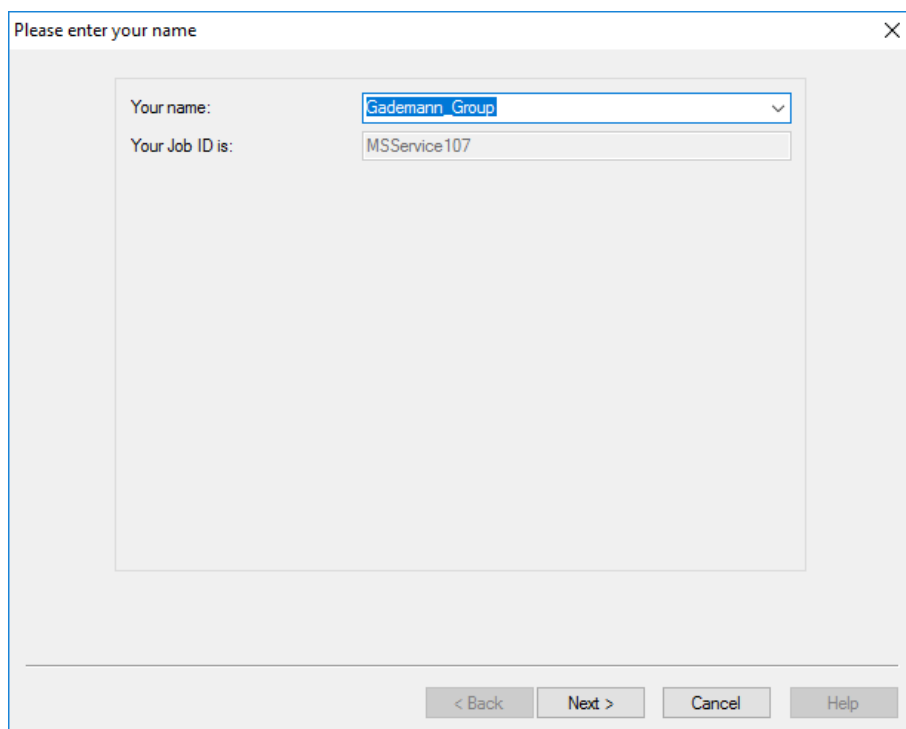 Please enter your name
Your name: Gademann_Group
Your Job ID is: MSService107
< Back Next > Cancel Help